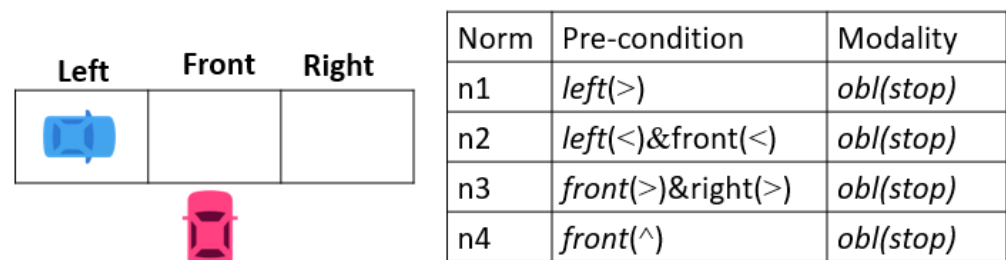 Left Front Right
Norm Pre-condition Modality
n1 left(>) obl(stop)
n2 left(<)&front(<) obl(stop)
n3 front(>)&right(>) obl(stop)
n4 front(^) obl(stop)